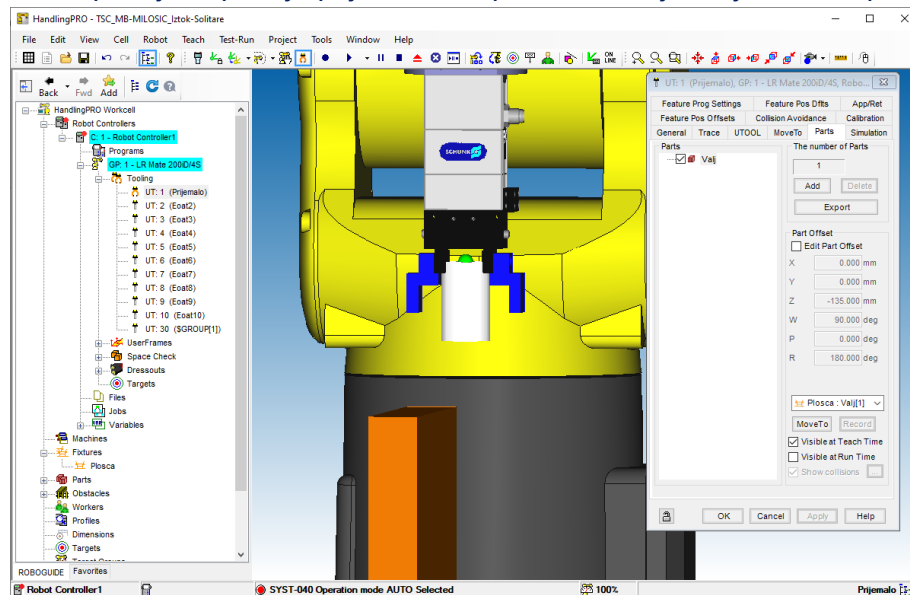 HandlingPRO - TSC_MB-MILOSIC_Iztok-Solitare
File Edit View Cell Robot Teach Test-Run Project Tools Window Help
ON
LINE
Back Fwd Add
HandlingPRO Workcell
Robot Controllers
C: 1 - Robot Controller1
Programs
GP: 1 - LR Mate 200iD/4S
Tooling
UT: 1 (Prijemalo)
UT: 2 (Eoat2)
UT: 3 (Eoat3)
UT: 4 (Eoat4)
UT: 5 (Eoat5)
UT: 6 (Eoat6)
UT: 7 (Eoat7)
UT: 8 (Eoat8)
UT: 9 (Eoat9)
UT: 10 (Eoat10)
UT: 30 ($GROUP[1])
UserFrames
Space Check
Dressouts
Targets
Files
Jobs
Variables
Machines
Fixtures
Plosca
Parts
Obstacles
Workers
Profiles
Dimensions
Targets
Target Groups
ROBOGUIDE Favorites
SCHUNK
UT: 1 (Prijemalo), GP: 1 - LR Mate 200iD/4S, Robo...
Feature Prog Settings Feature Pos Dflts App/Ret
Feature Pos Offsets Collision Avoidance Calibration
General Trace UTOOL MoveTo Parts Simulation
Parts
Valj
The number of Parts
1
Add Delete
Export
Part Offset
Edit Part Offset
X 0.000 mm
Y 0.000 mm
Z -135.000 mm
W 90.000 deg
P 0.000 deg
R 180.000 deg
Plosca : Valj[1]
MoveTo Record
Visible at Teach Time
Visible at Run Time
Show collisions ...
OK Cancel Apply Help
Robot Controller1 SYST-040 Operation mode AUTO Selected 100% Prijemalo